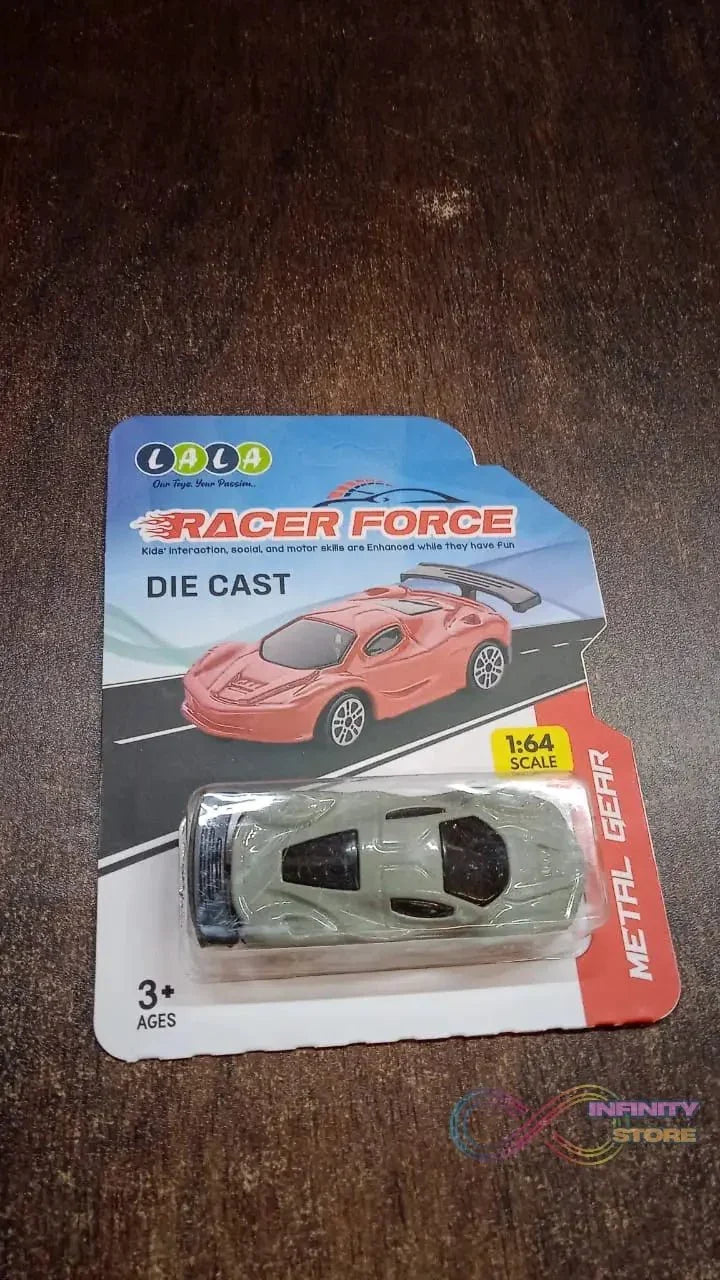 LALA
Our Toys. Your Passion..
RACER FORCE
Kids' interaction, social, and motor skills are Enhanced while they have fun
DIE CAST
1:64
SCALE
METAL GEAR
3+
AGES
INFINITY
STORE